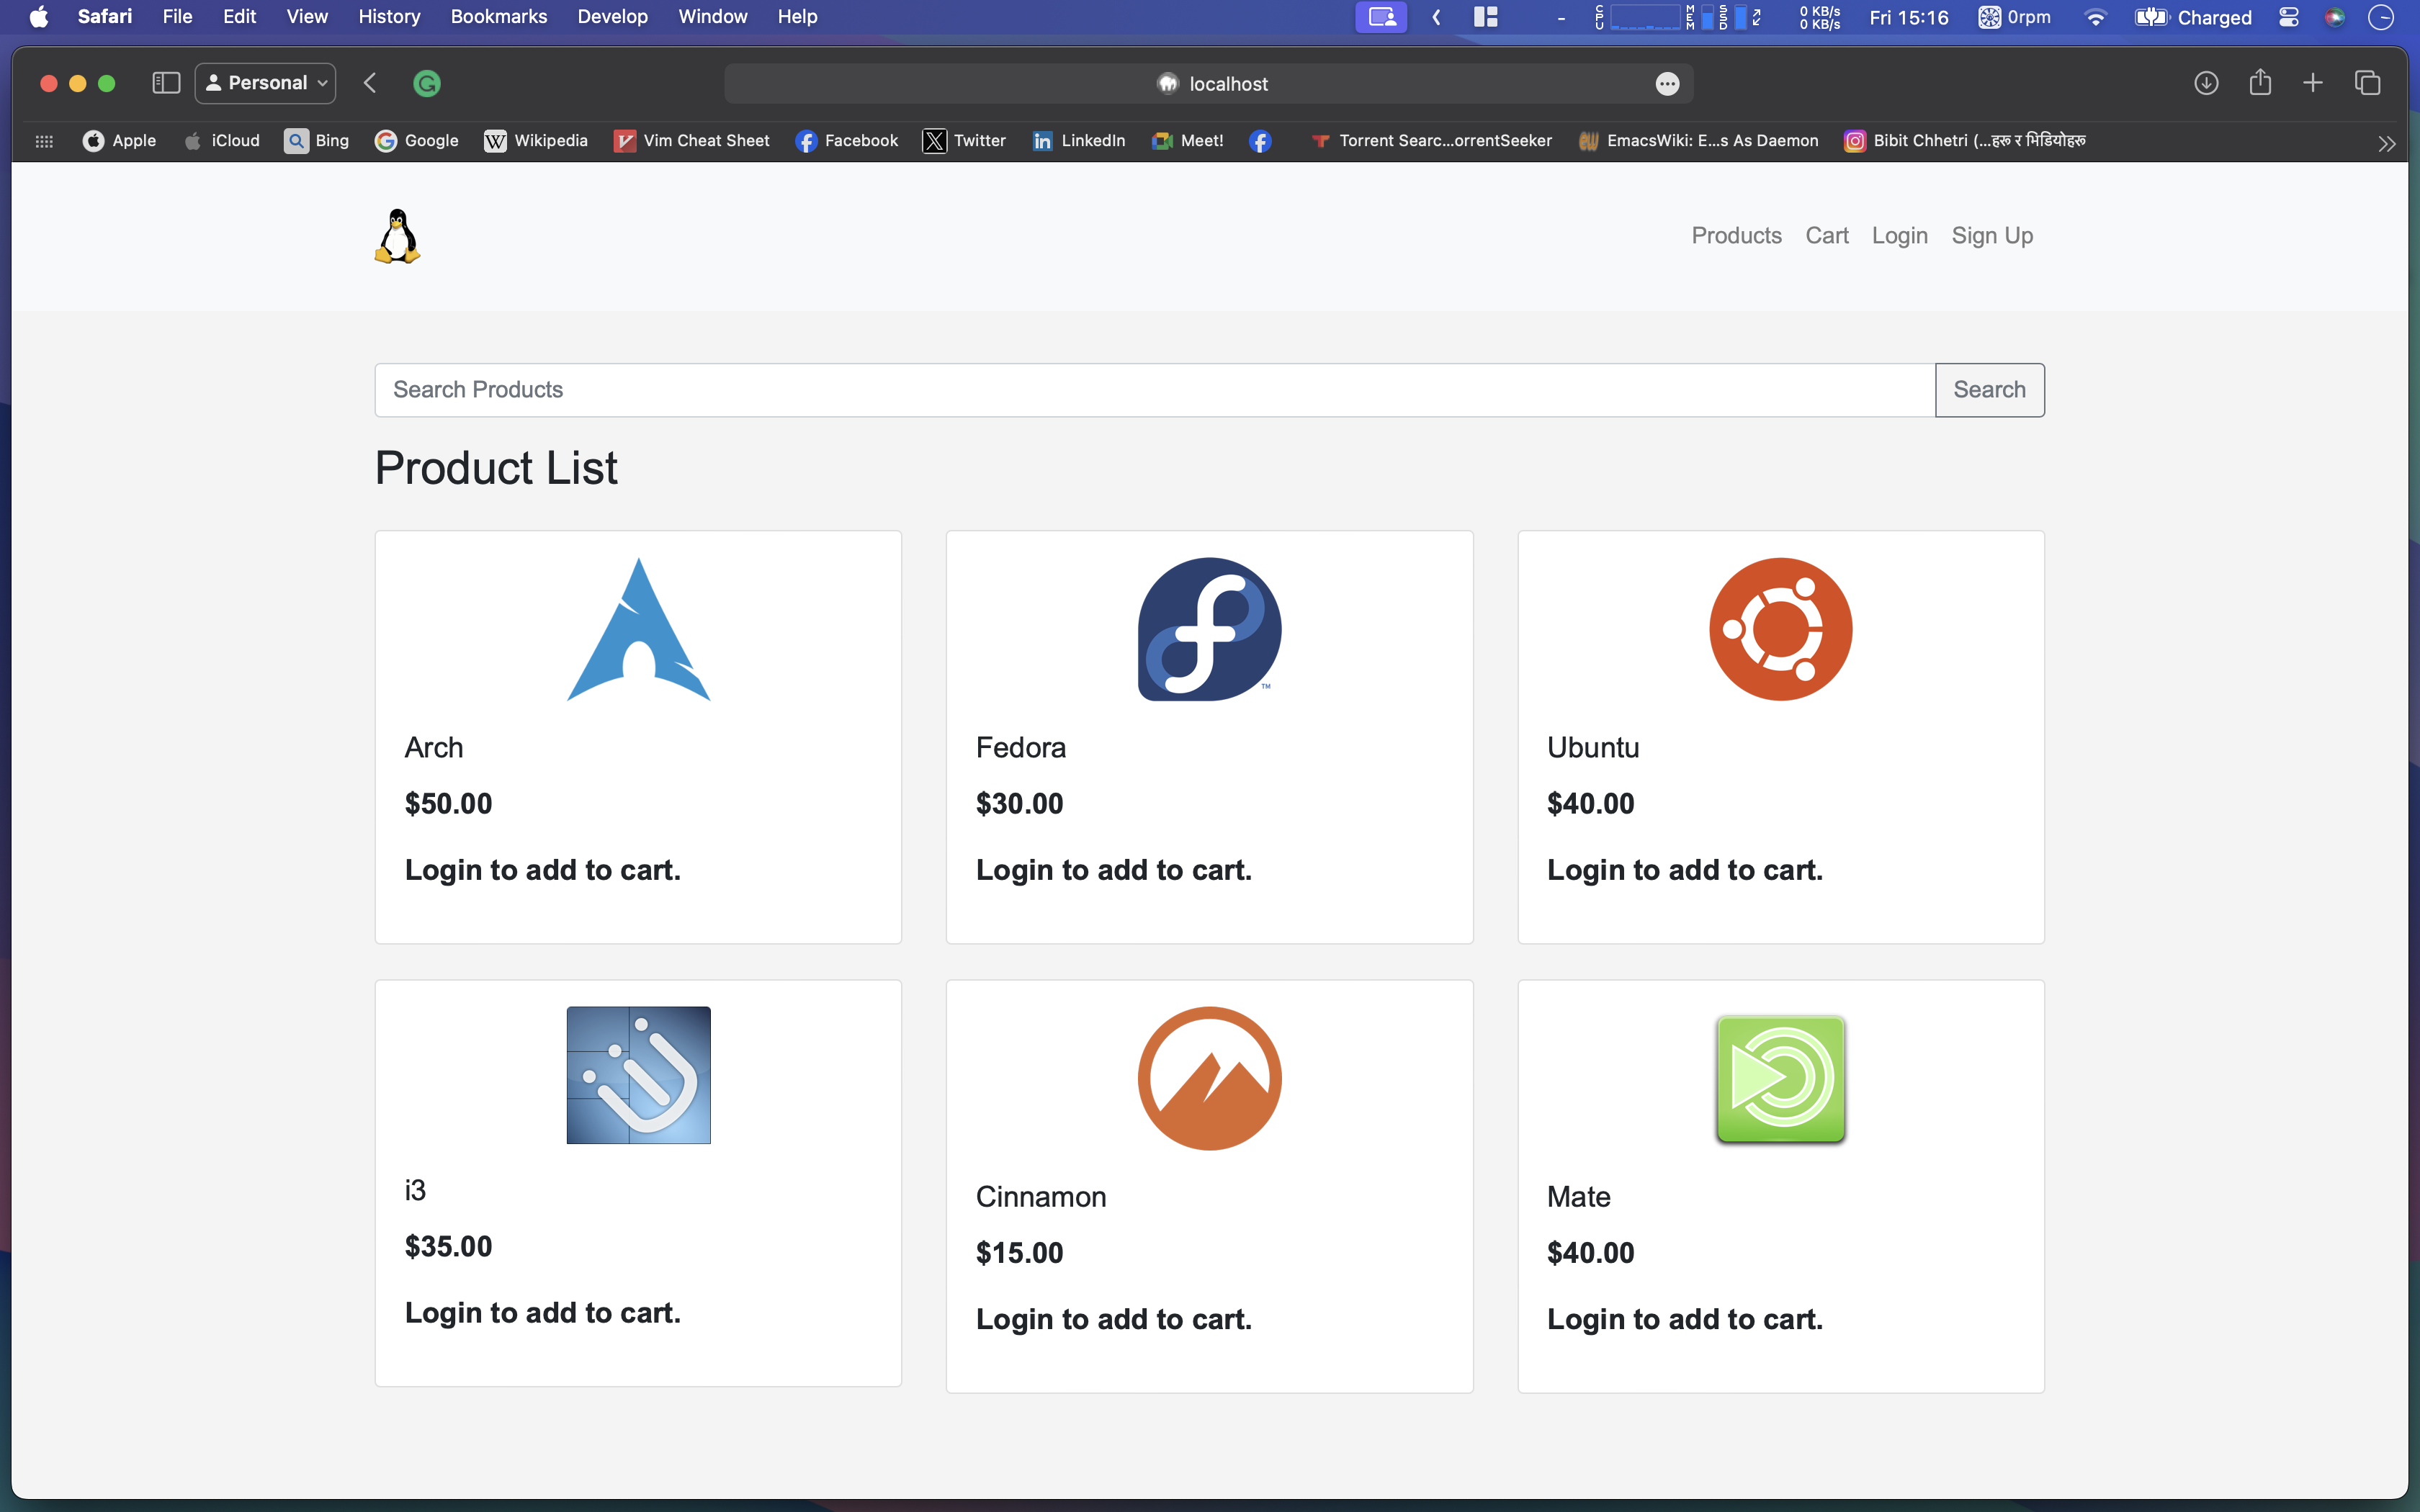 Safari File Edit View History Bookmarks Develop Window Help - CPU MEM SSD 0 KB/s 0 KB/s Fri 15:16 0rpm Charged
Personal localhost
Apple iCloud Bing Google Wikipedia Vim Cheat Sheet Facebook Twitter LinkedIn Meet! Torrent Searc...orrentSeeker EmacsWiki: E...s As Daemon Bibit Chhetri (...हरू र भिडियोहरू
Products Cart Login Sign Up
Search Products Search
Product List
TM
Arch Fedora Ubuntu
$50.00 $30.00 $40.00
Login to add to cart. Login to add to cart. Login to add to cart.
i3 Cinnamon Mate
$35.00 $15.00 $40.00
Login to add to cart. Login to add to cart. Login to add to cart.